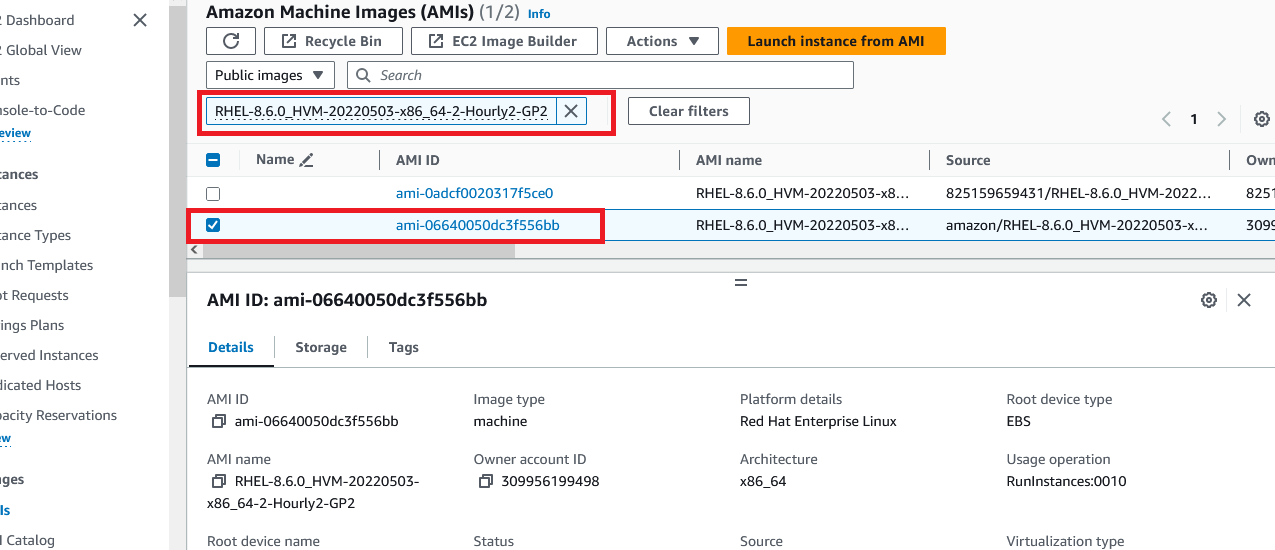 2 Dashboard
2 Global View
nts
nsole-to-Code
eview
tances
tances
tance Types
nch Templates
ot Requests
ings Plans
erved Instances
dicated Hosts
pacity Reservations
ew
ges
Is
I Catalog
Amazon Machine Images (AMIs) (1/2) Info
Recycle Bin EC2 Image Builder Actions Launch instance from AMI
Public images Search
RHEL-8.6.0_HVM-20220503-x86_64-2-Hourly2-GP2 Clear filters
1
Name AMI ID AMI name Source Own
ami-0adcf0020317f5ce0 RHEL-8.6.0_HVM-20220503-x8... 825159659431/RHEL-8.6.0_HVM-2022... 8251
ami-06640050dc3f556bb RHEL-8.6.0_HVM-20220503-x8... amazon/RHEL-8.6.0_HVM-20220503-x... 3099
AMI ID: ami-06640050dc3f556bb
Details Storage Tags
AMI ID Image type Platform details Root device type
ami-06640050dc3f556bb machine Red Hat Enterprise Linux EBS
AMI name Owner account ID Architecture Usage operation
RHEL-8.6.0_HVM-20220503- 309956199498 x86_64 RunInstances:0010
x86_64-2-Hourly2-GP2
Root device name Status Source Virtualization type